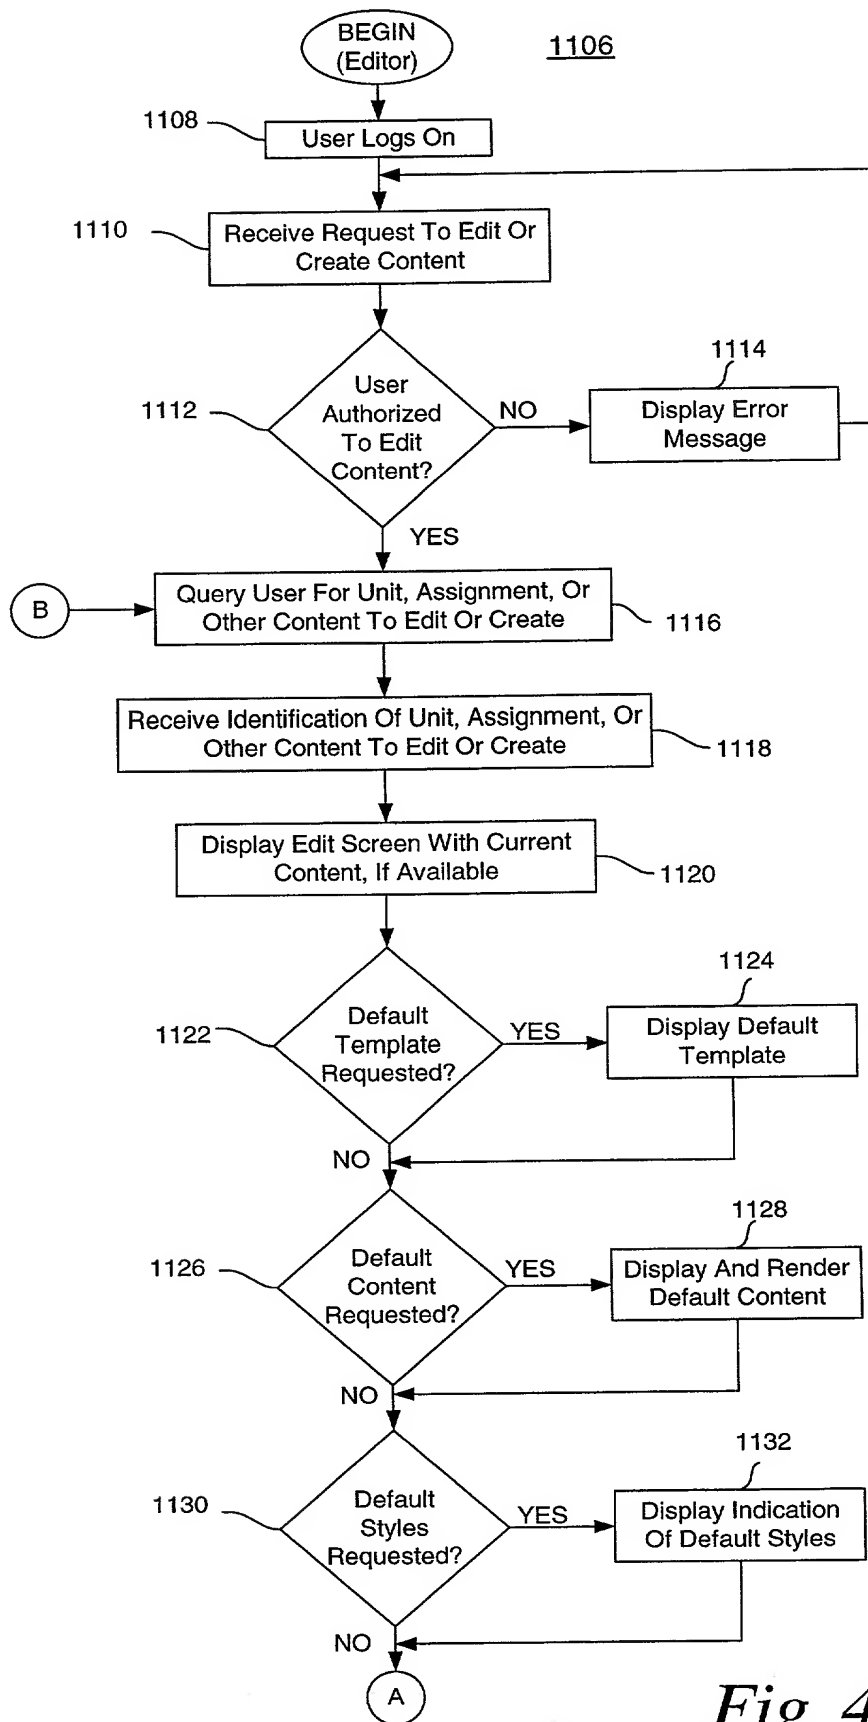 BEGIN
(Editor)
1106
1108
User Logs On
1110
Receive Request To Edit Or
Create Content
1112
User
Authorized
To Edit
Content?
NO
1114
Display Error
Message
YES
B
Query User For Unit, Assignment, Or
Other Content To Edit Or Create
1116
Receive Identification Of Unit, Assignment, Or
Other Content To Edit Or Create
1118
Display Edit Screen With Current
Content, If Available
1120
1122
Default
Template
Requested?
YES
1124
Display Default
Template
NO
1126
Default
Content
Requested?
YES
1128
Display And Render
Default Content
NO
1130
Default
Styles
Requested?
YES
1132
Display Indication
Of Default Styles
NO
A
Fig. 4